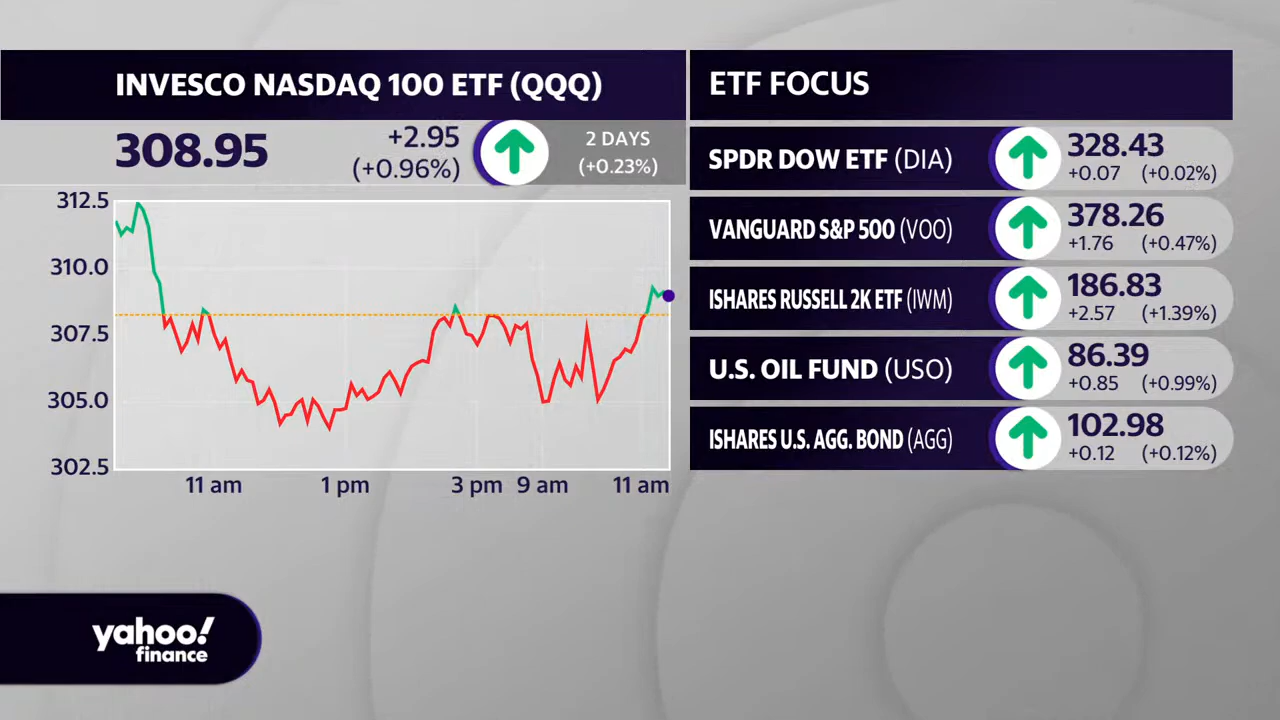 INVESCO NASDAQ 100 ETF (QQQ)
308.95
+2.95
(+0.96%)
2 DAYS
(+0.23%)
312.5
310.0
307.5
305.0
302.5
11 am 1 pm 3 pm 9 am 11 am
ETF FOCUS
SPDR DOW ETF (DIA)
328.43
+0.07 (+0.02%)
VANGUARD S&P 500 (VOO)
378.26
+1.76 (+0.47%)
ISHARES RUSSELL 2K ETF (IWM)
186.83
+2.57 (+1.39%)
U.S. OIL FUND (USO)
86.39
+0.85 (+0.99%)
ISHARES U.S. AGG. BOND (AGG)
102.98
+0.12 (+0.12%)
yahoo!
finance